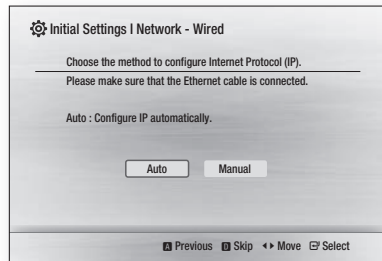 Initial Settings I Network - Wired
Choose the method to configure Internet Protocol (IP).
Please make sure that the Ethernet cable is connected.
Auto : Configure IP automatically.
Auto Manual
A Previous D Skip Move Select